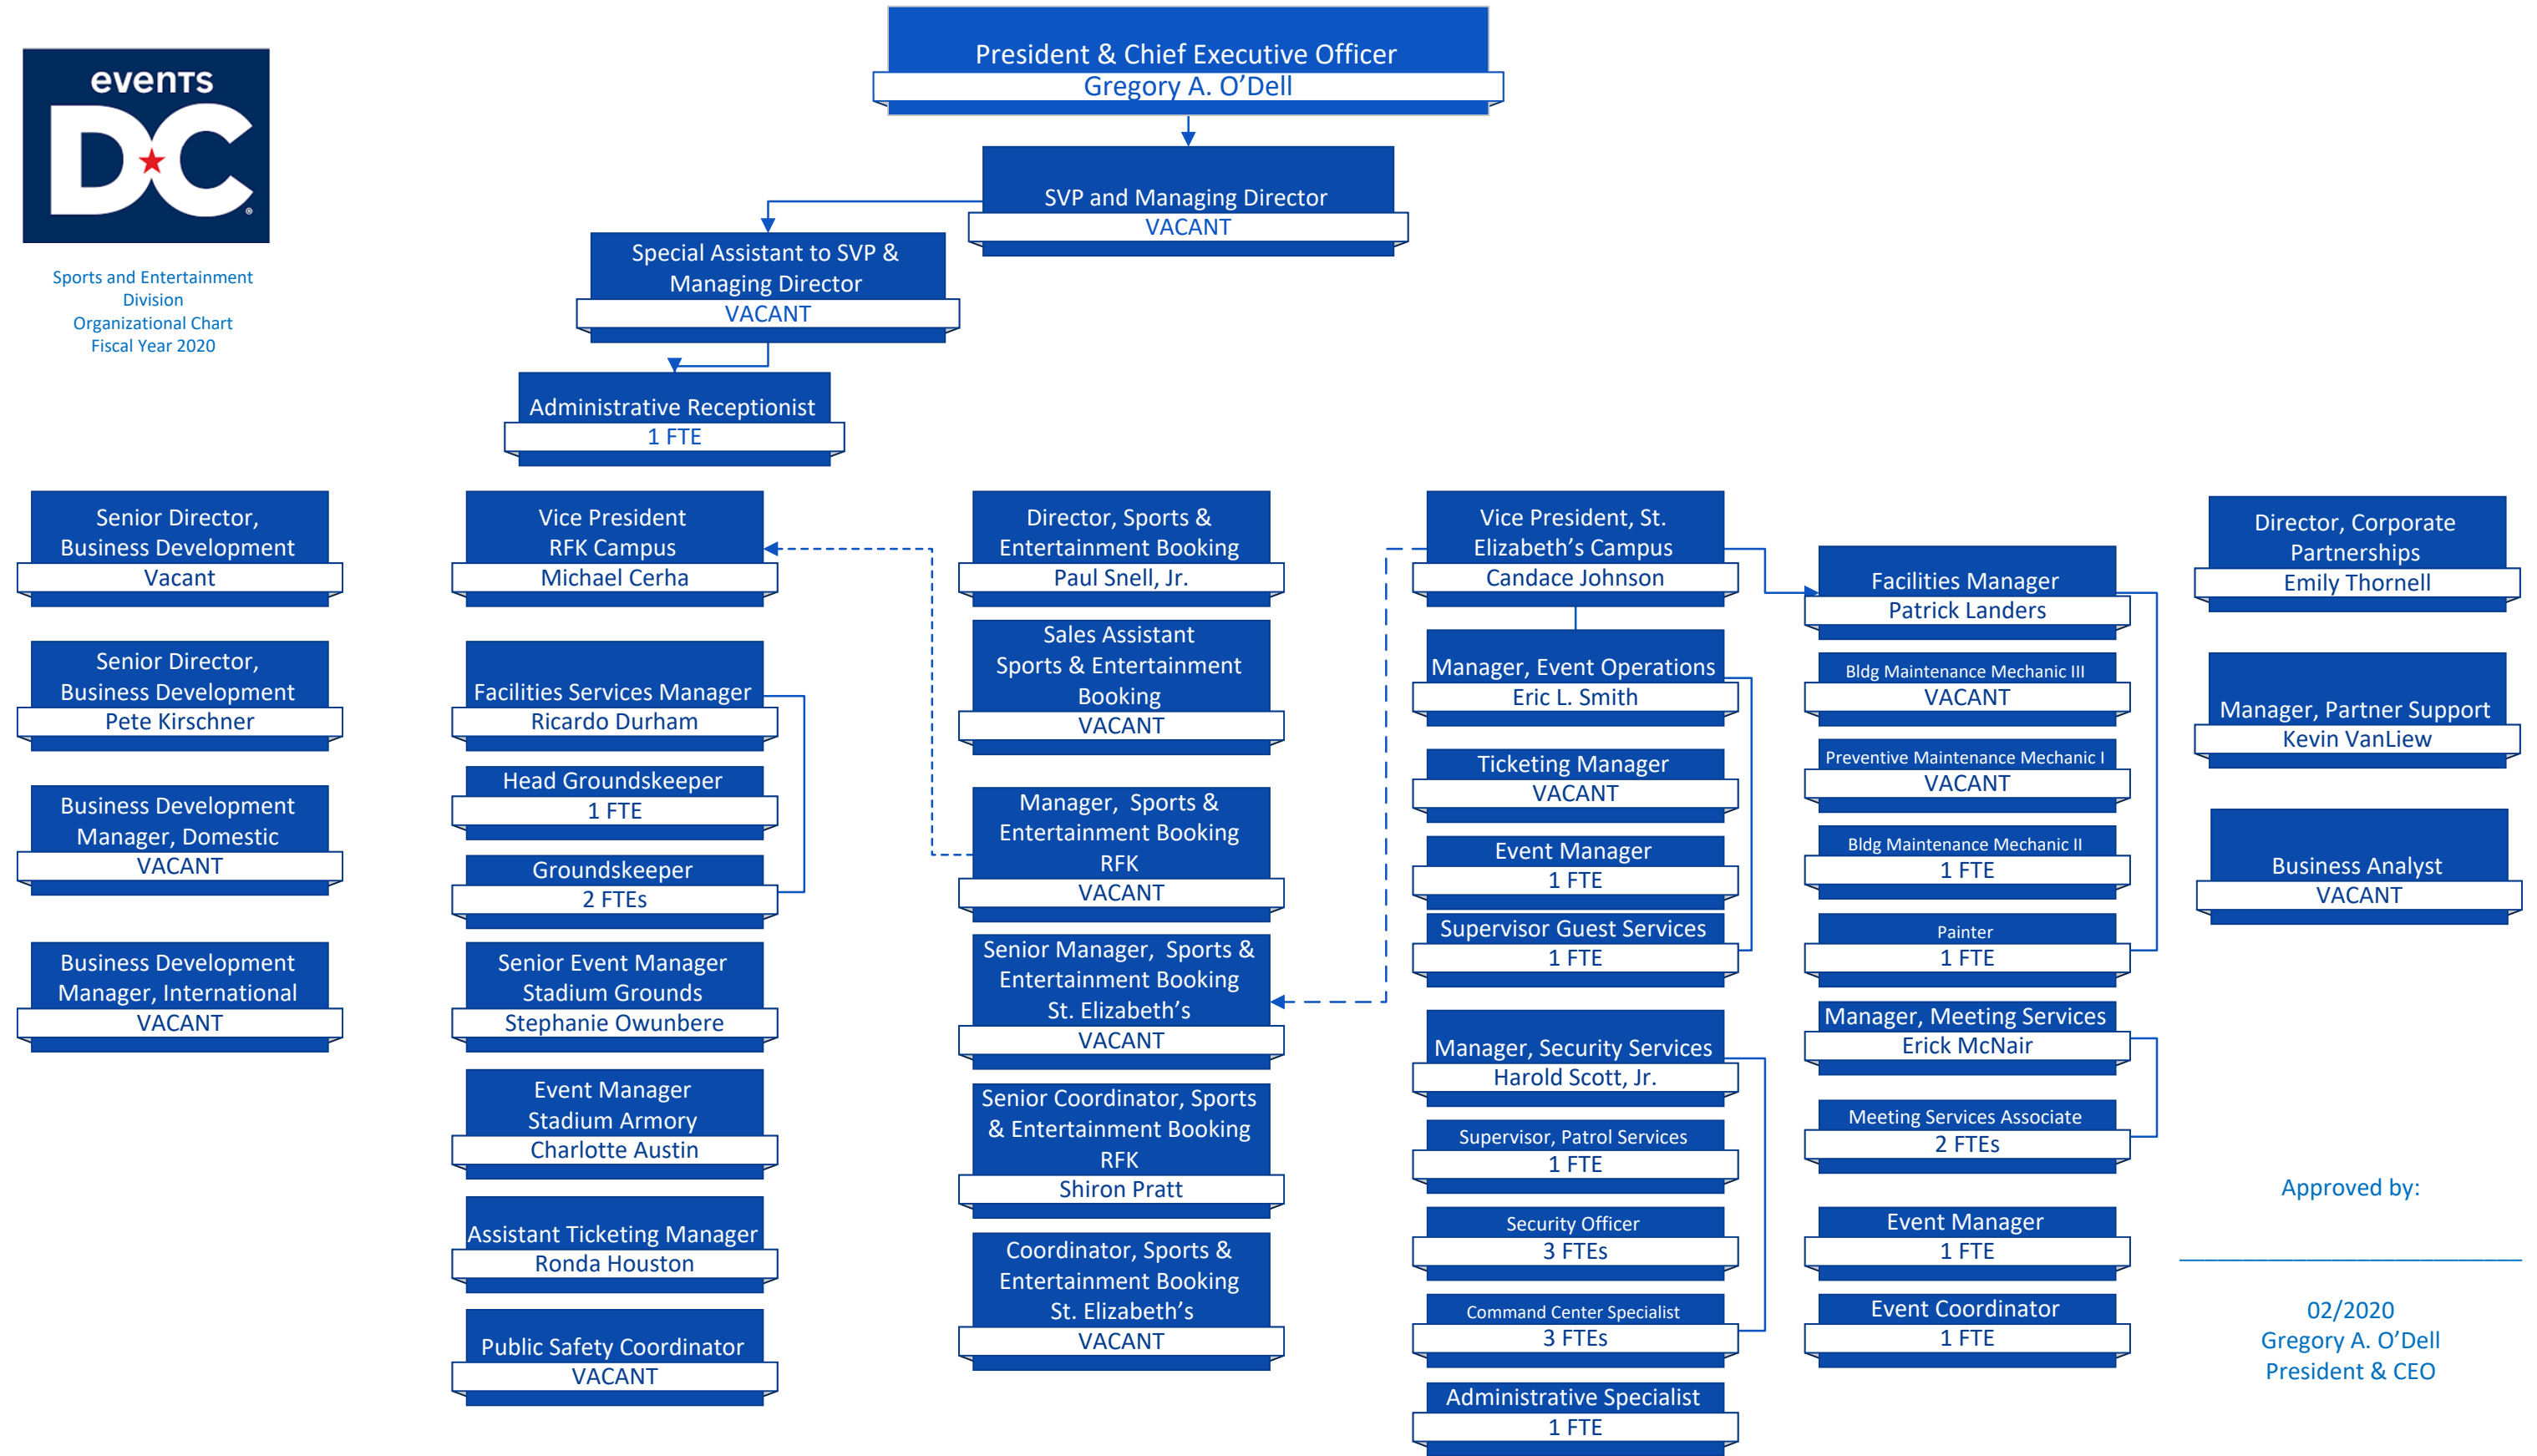 events
DC
®
Sports and Entertainment
Division
Organizational Chart
Fiscal Year 2020
President & Chief Executive Officer
Gregory A. O’Dell
SVP and Managing Director
VACANT
Special Assistant to SVP &
Managing Director
VACANT
Administrative Receptionist
1 FTE
Senior Director,
Business Development
Vacant
Senior Director,
Business Development
Pete Kirschner
Business Development
Manager, Domestic
VACANT
Business Development
Manager, International
VACANT
Vice President
RFK Campus
Michael Cerha
Facilities Services Manager
Ricardo Durham
Head Groundskeeper
1 FTE
Groundskeeper
2 FTEs
Senior Event Manager
Stadium Grounds
Stephanie Owunbere
Event Manager
Stadium Armory
Charlotte Austin
Assistant Ticketing Manager
Ronda Houston
Public Safety Coordinator
VACANT
Director, Sports &
Entertainment Booking
Paul Snell, Jr.
Sales Assistant
Sports & Entertainment
Booking
VACANT
Manager, Sports &
Entertainment Booking
RFK
VACANT
Senior Manager, Sports &
Entertainment Booking
St. Elizabeth’s
VACANT
Senior Coordinator, Sports
& Entertainment Booking
RFK
Shiron Pratt
Coordinator, Sports &
Entertainment Booking
St. Elizabeth’s
VACANT
Vice President, St.
Elizabeth’s Campus
Candace Johnson
Manager, Event Operations
Eric L. Smith
Ticketing Manager
VACANT
Event Manager
1 FTE
Supervisor Guest Services
1 FTE
Manager, Security Services
Harold Scott, Jr.
Supervisor, Patrol Services
1 FTE
Security Officer
3 FTEs
Command Center Specialist
3 FTEs
Administrative Specialist
1 FTE
Facilities Manager
Patrick Landers
Bldg Maintenance Mechanic III
VACANT
Preventive Maintenance Mechanic I
VACANT
Bldg Maintenance Mechanic II
1 FTE
Painter
1 FTE
Manager, Meeting Services
Erick McNair
Meeting Services Associate
2 FTEs
Event Manager
1 FTE
Event Coordinator
1 FTE
Director, Corporate
Partnerships
Emily Thornell
Manager, Partner Support
Kevin VanLiew
Business Analyst
VACANT
Approved by:
02/2020
Gregory A. O’Dell
President & CEO